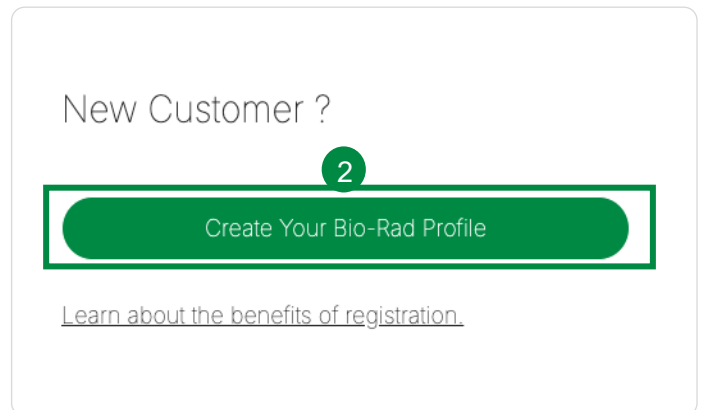 New Customer ?
2
Create Your Bio-Rad Profile
Learn about the benefits of registration.